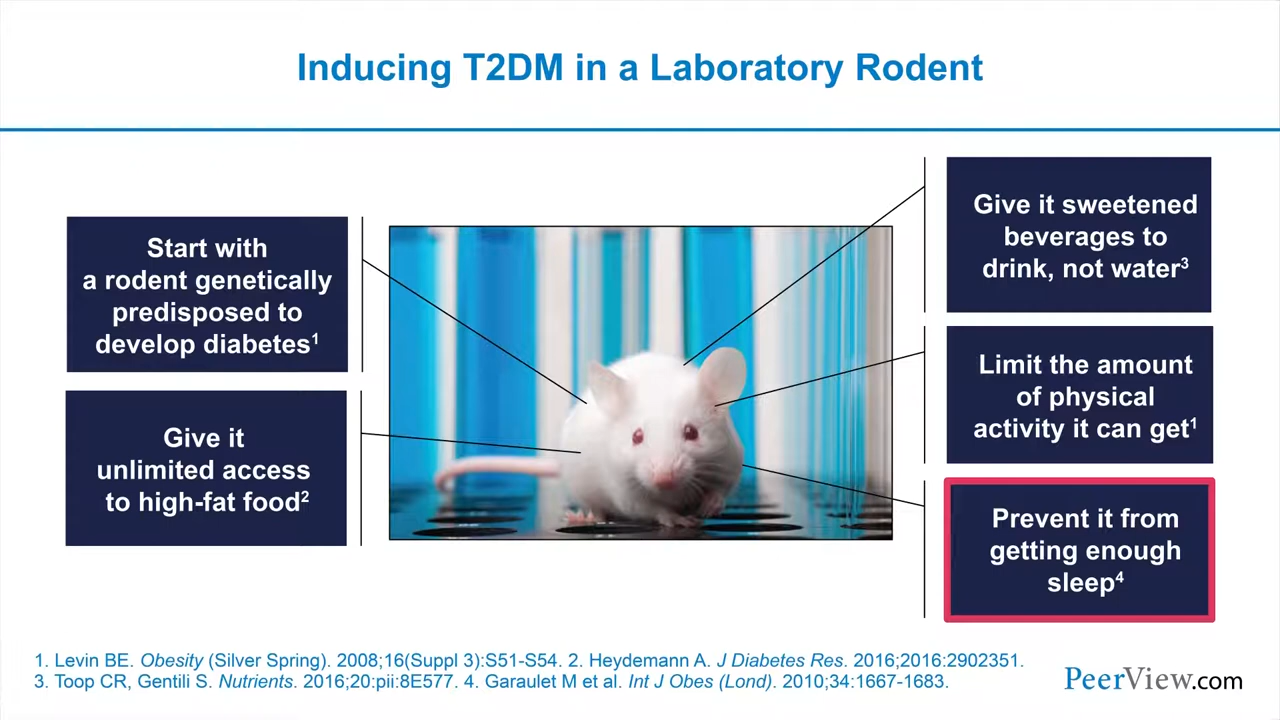 Inducing T2DM in a Laboratory Rodent
Start with
a rodent genetically
predisposed to
develop diabetes¹
Give it
unlimited access
to high-fat food²
Give it sweetened
beverages to
drink, not water³
Limit the amount
of physical
activity it can get¹
Prevent it from
getting enough
sleep⁴
1. Levin BE. Obesity (Silver Spring). 2008;16(Suppl 3):S51-S54. 2. Heydemann A. J Diabetes Res. 2016;2016:2902351.
3. Toop CR, Gentili S. Nutrients. 2016;20:pii:8E577. 4. Garaulet M et al. Int J Obes (Lond). 2010;34:1667-1683.
PeerView.com